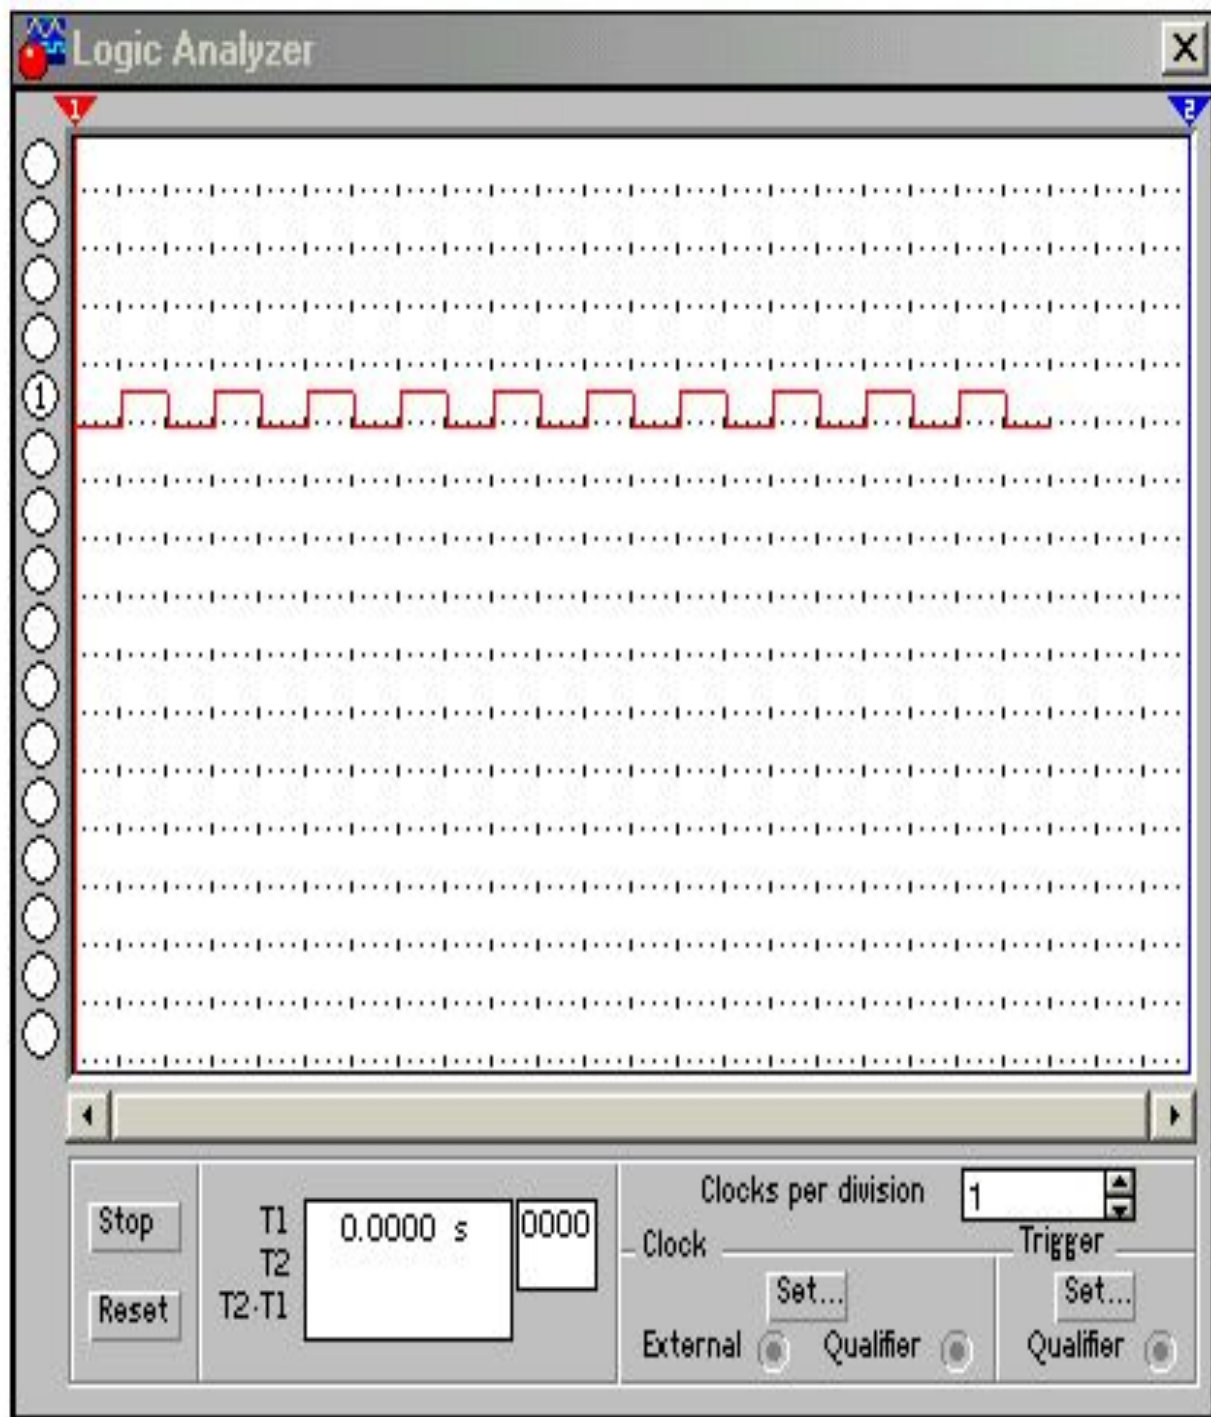 Logic Analyzer
X
1
2
1
Stop
Reset
T1
T2
T2-T1
0.0000 s
0000
Clocks per division
1
Clock
Trigger
Set...
Set...
External
Qualifier
Qualifier